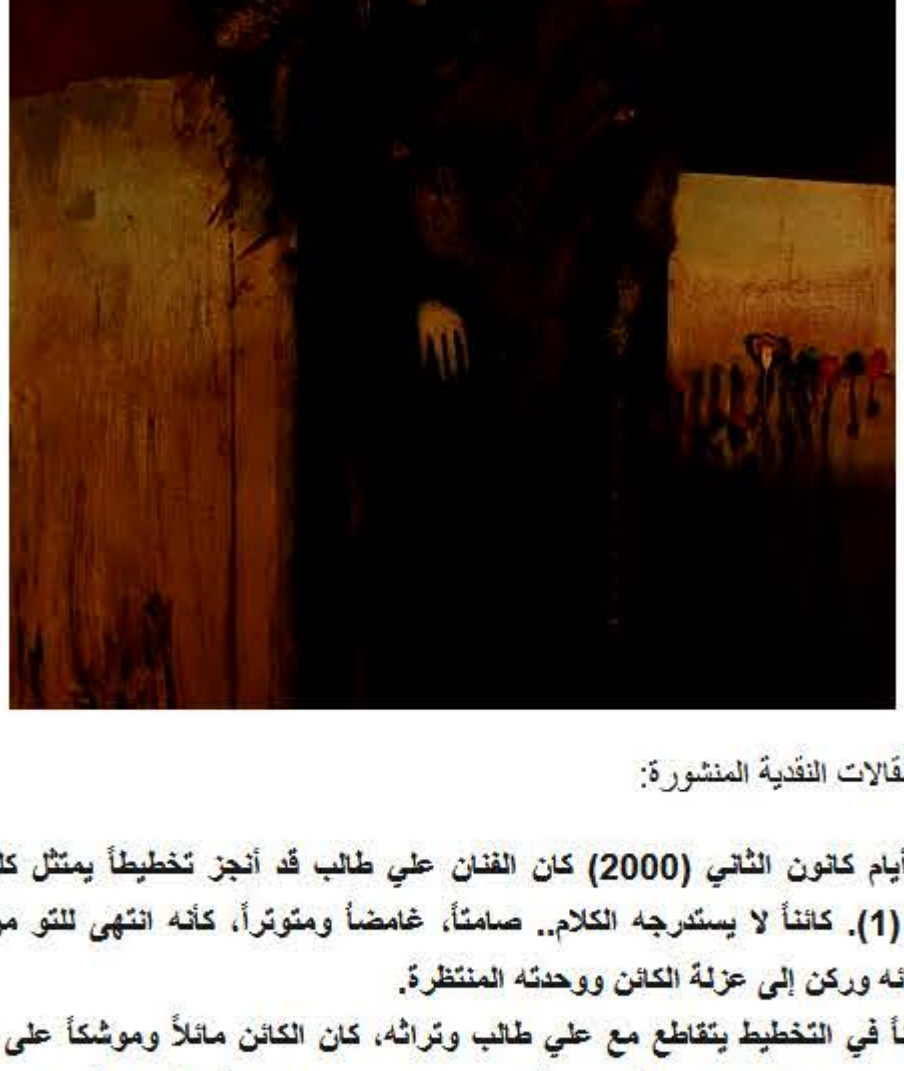 قالات النقدية المنشورة:
أيام كانون الثاني (2000) كان الفنان علي طالب قد أنجز تخطيطاً يمتثل كا
(1). كائناً لا يستدرجه الكلام.. صامتاً، غامضاً ومتوتراً، كأنه انتهى للتو مر
ئه وركن إلى عزلة الكائن ووحدته المنتظرة.
اً في التخطيط يتقاطع مع علي طالب وتراثه، كان الكائن مائلاً وموشكاً على